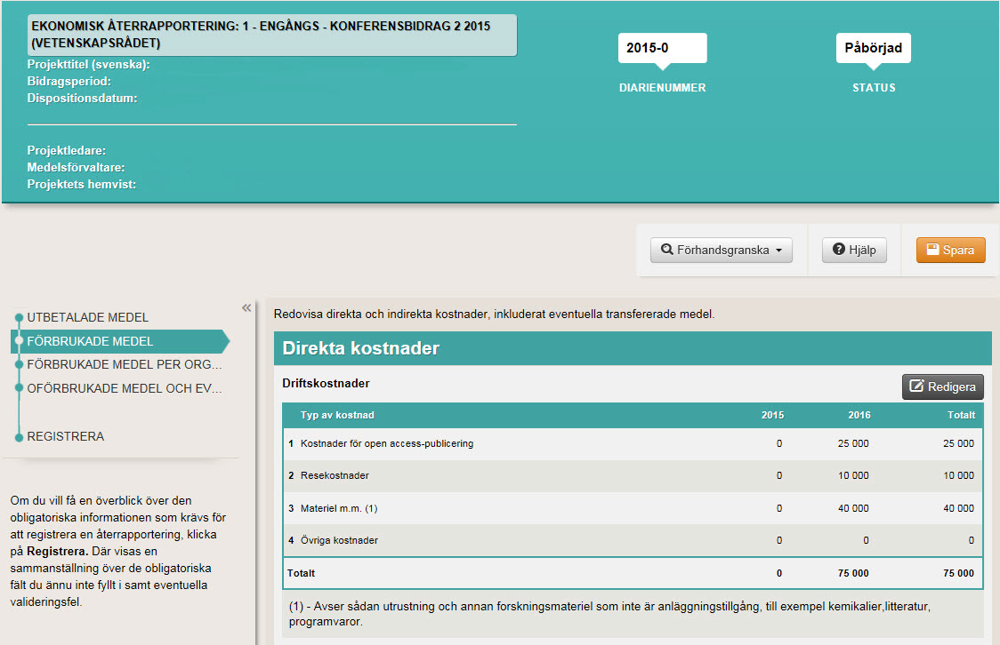 EKONOMISK ÅTERRAPPORTERING: 1 - ENGÅNGS - KONFERENSBIDRAG 2 2015
(VETENSKAPSRÅDET)
Projekttitel (svenska):
Bidragsperiod:
Dispositionsdatum:
Projektledare:
Medelsförvaltare:
Projektets hemvist:
2015-0
DIARIENUMMER
Påbörjad
STATUS
Förhandsgranska
Hjälp
Spara
«
UTBETALADE MEDEL
FÖRBRUKADE MEDEL
FÖRBRUKADE MEDEL PER ORG...
OFÖRBRUKADE MEDEL OCH EV...
REGISTRERA
Om du vill få en överblick över den
obligatoriska informationen som krävs för
att registrera en återrapportering, klicka
på Registrera. Där visas en
sammanställning över de obligatoriska
fält du ännu inte fyllt i samt eventuella
valideringsfel.
Redovisa direkta och indirekta kostnader, inkluderat eventuella transfererade medel.
Direkta kostnader
Driftskostnader
Redigera
Typ av kostnad 2015 2016 Totalt
1 Kostnader för open access-publicering 0 25 000 25 000
2 Resekostnader 0 10 000 10 000
3 Materiel m.m. (1) 0 40 000 40 000
4 Övriga kostnader 0 0 0
Totalt 0 75 000 75 000
(1) - Avser sådan utrustning och annan forskningsmateriel som inte är anläggningstillgång, till exempel kemikalier,litteratur,
programvaror.